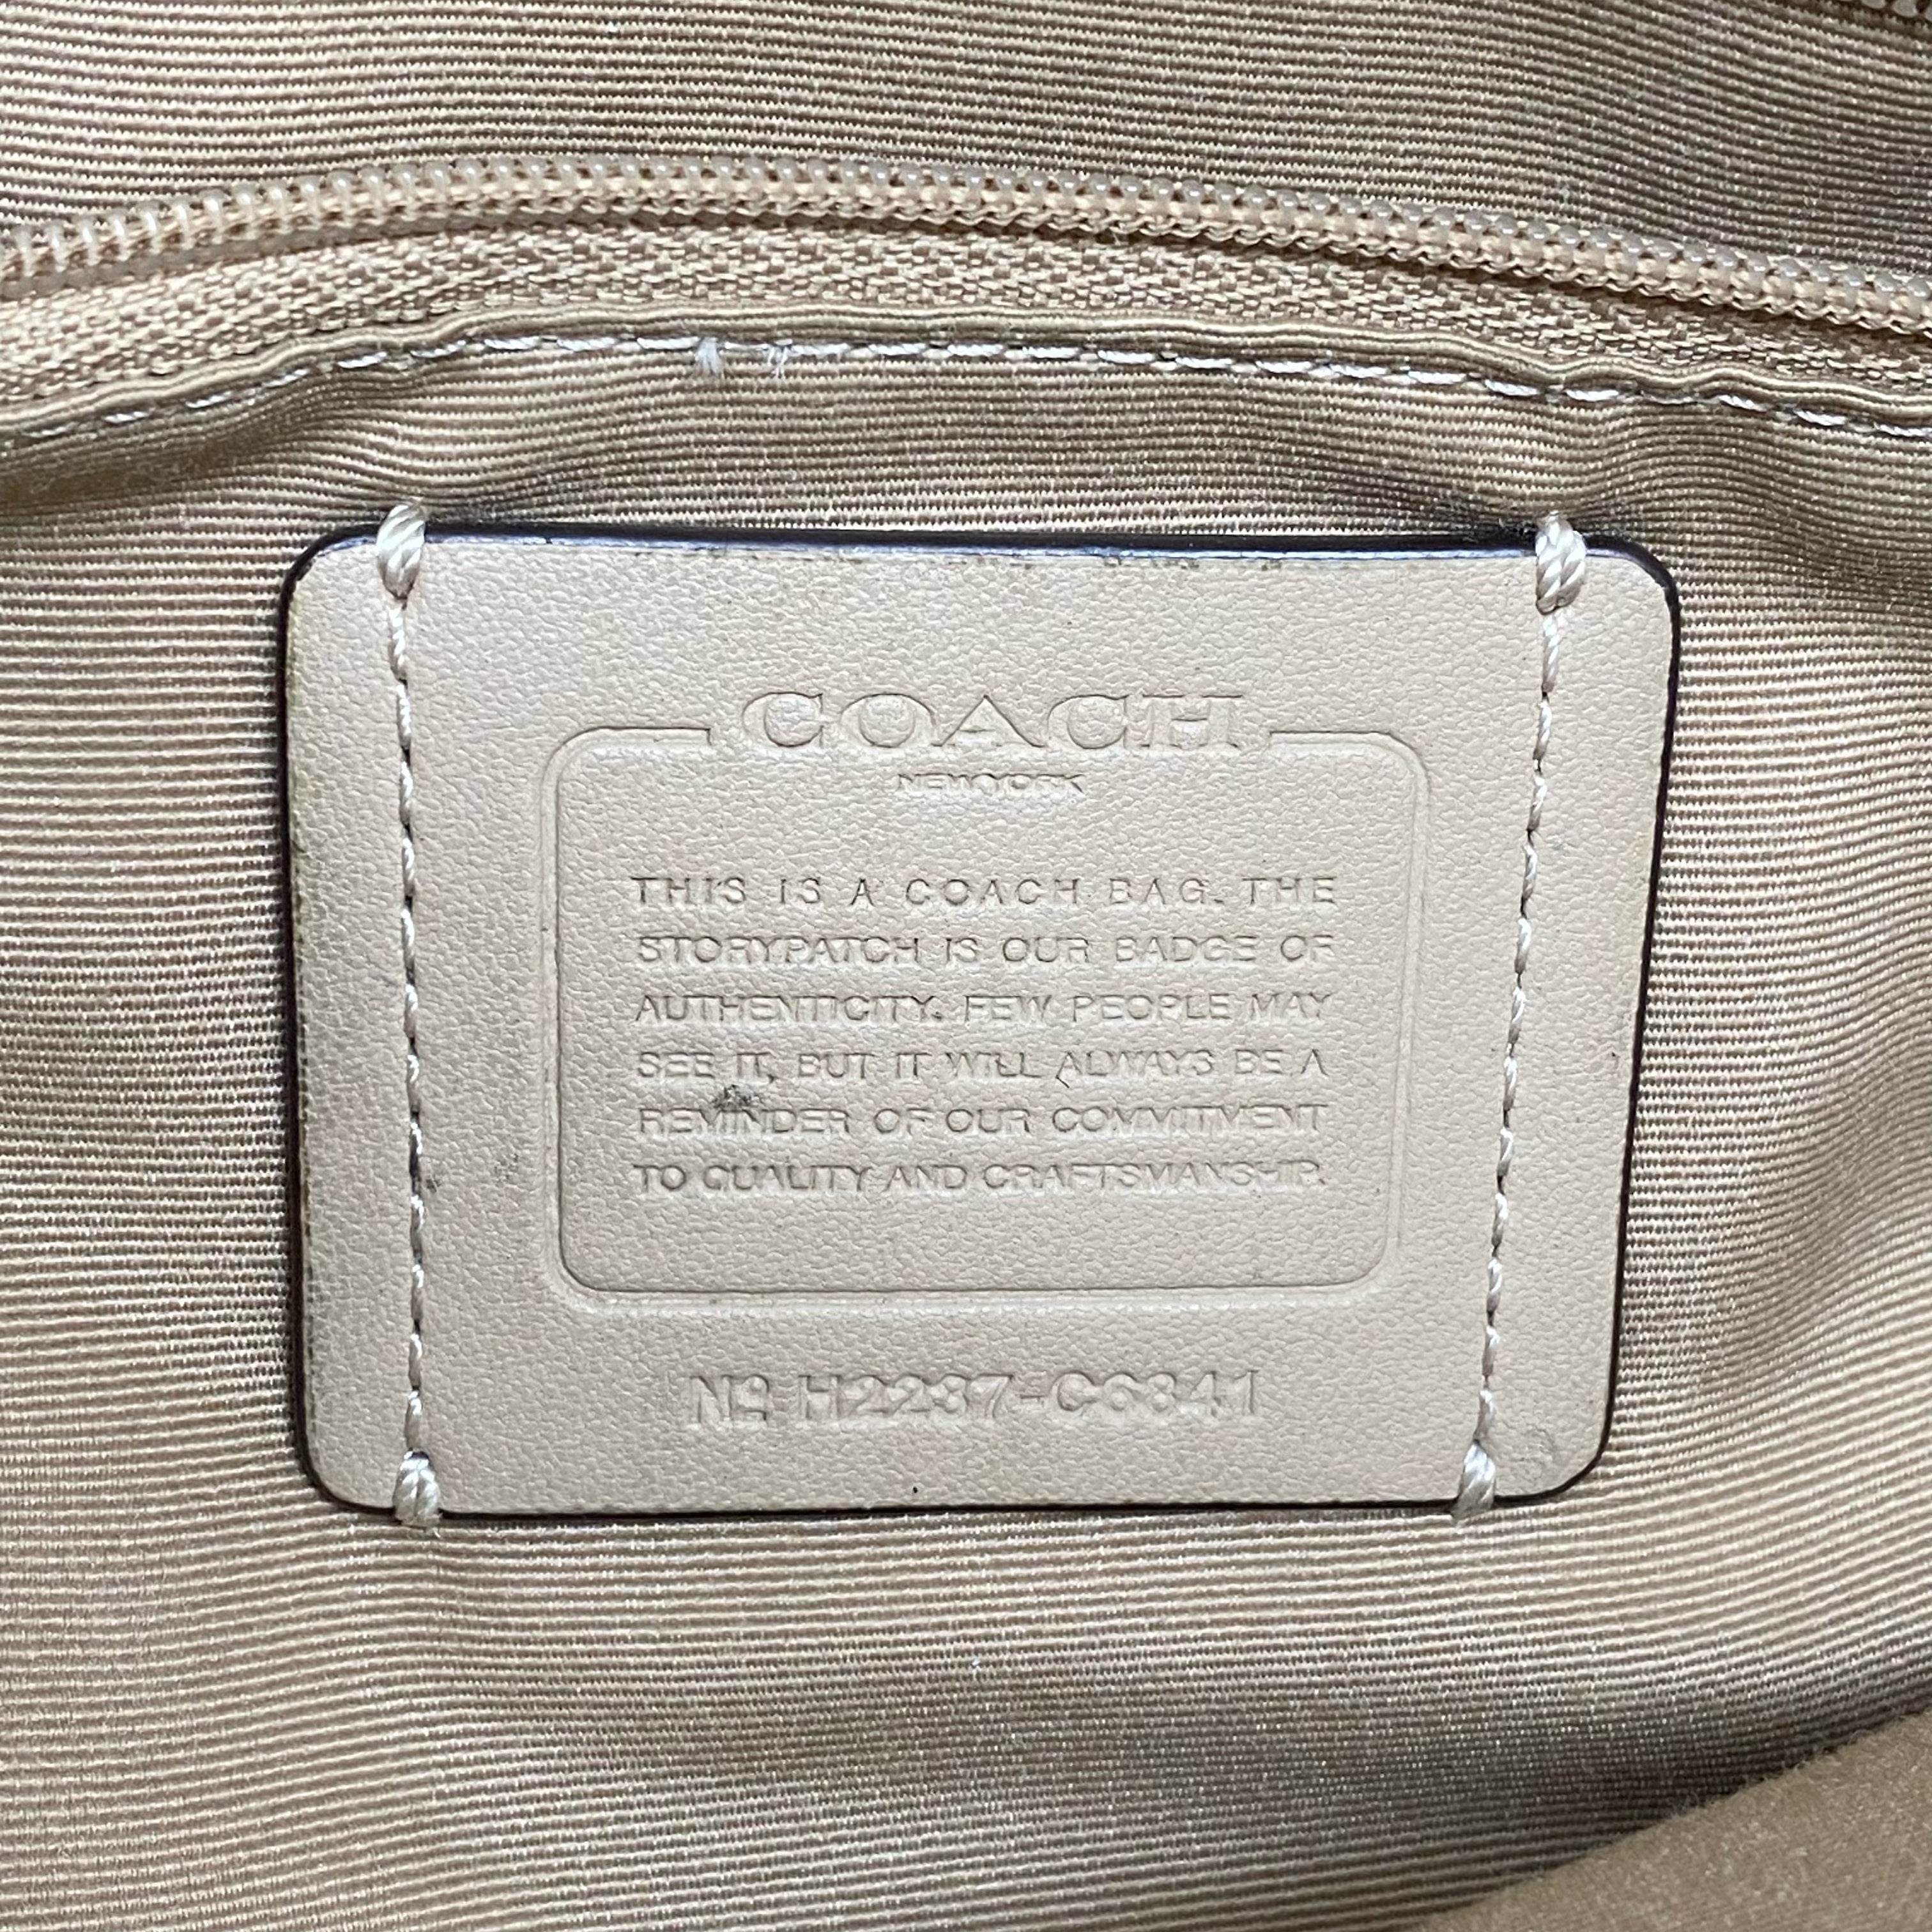 COACH
NEW YORK
THIS IS A COACH BAG. THE
STORYPATCH IS OUR BADGE OF
AUTHENTICITY. FEW PEOPLE MAY
SEE IT, BUT IT WILL ALWAYS BE A
REMINDER OF OUR COMMITMENT
TO QUALITY AND CRAFTSMANSHIP.
Nº H2237-C6841